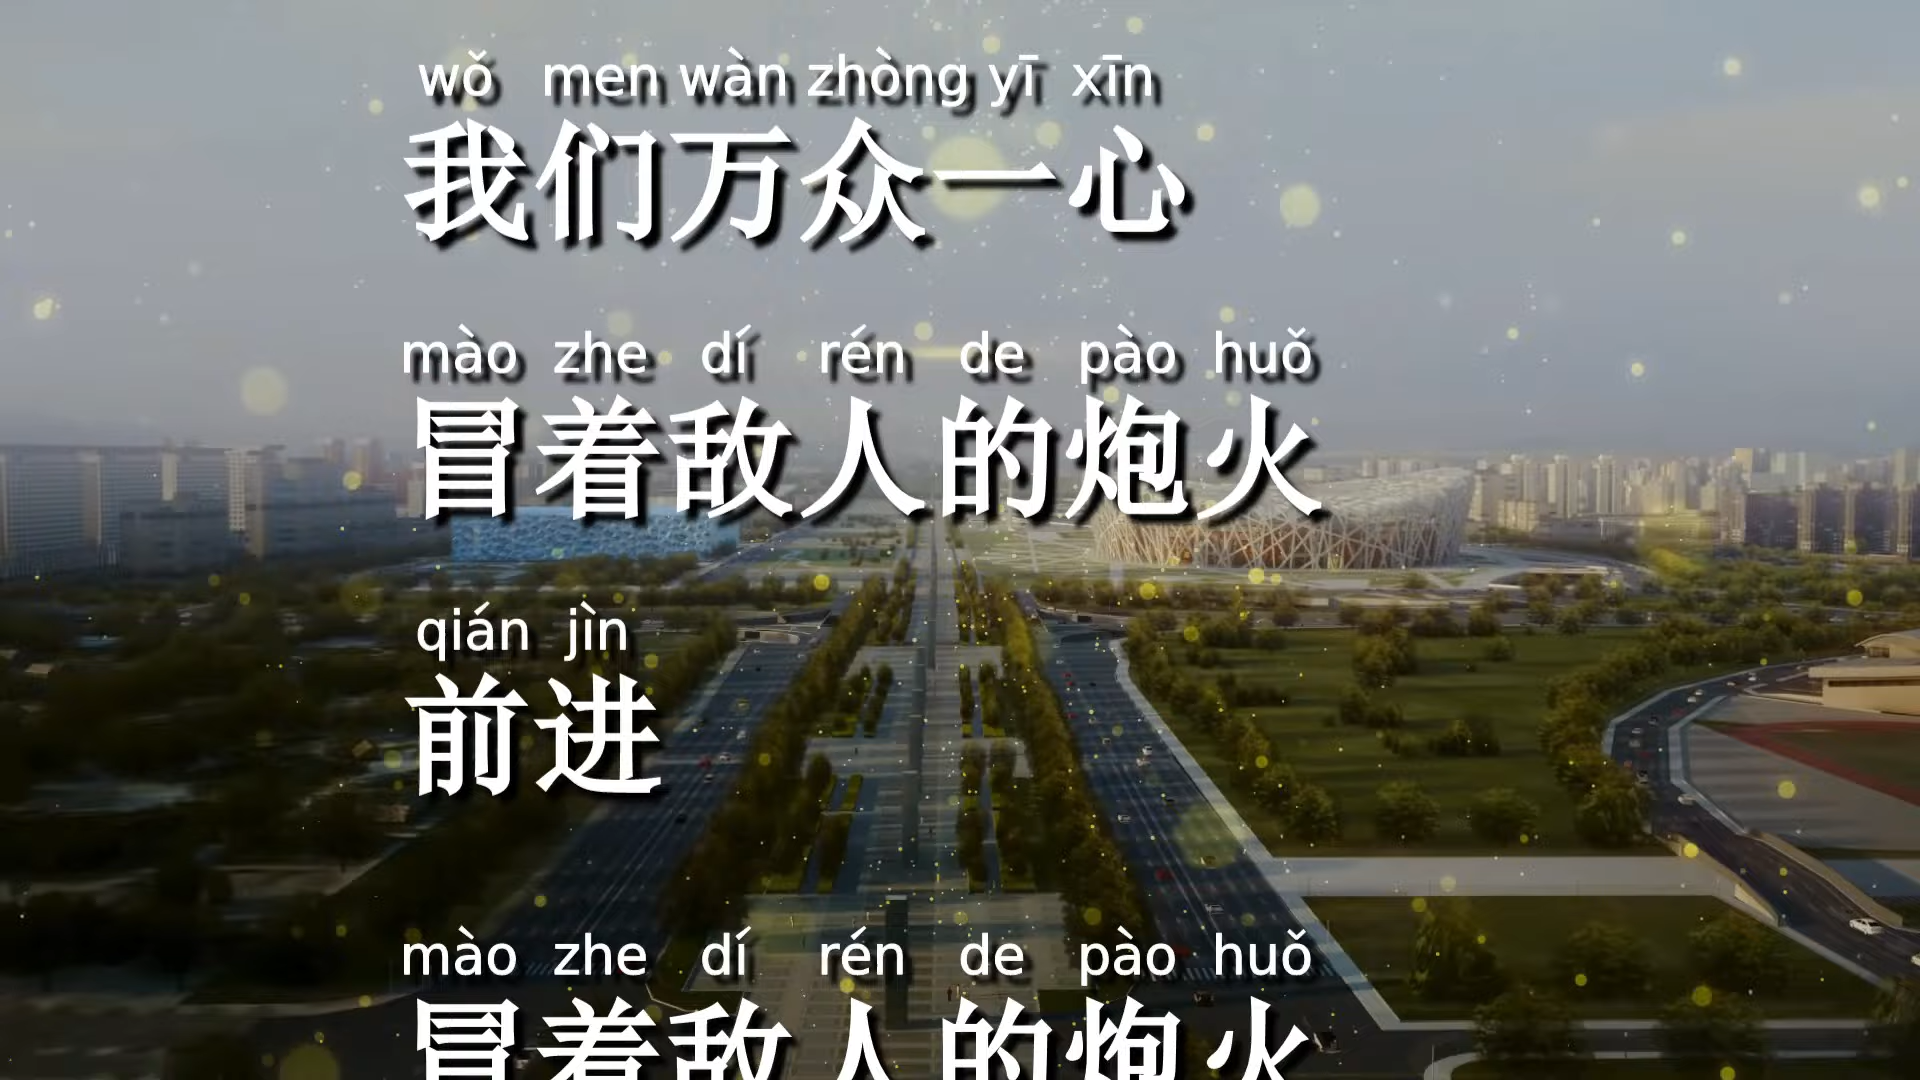 wǒ men wàn zhòng yī xīn
我们万众一心
mào zhe dí rén de pào huǒ
冒着敌人的炮火
qián jìn
前进
mào zhe dí rén de pào huǒ
冒着敌人的炮火